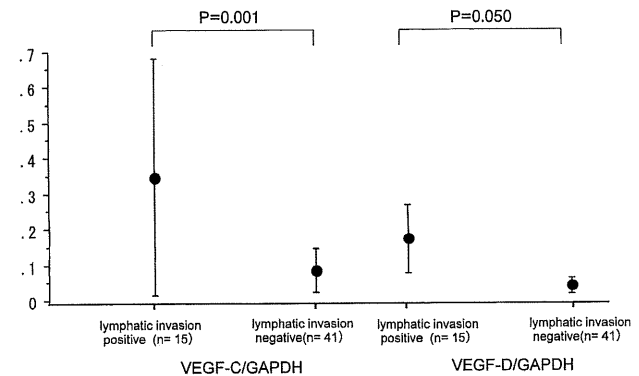 P=0.001
P=0.050
.7
.6
.5
.4
.3
.2
.1
0
lymphatic invasion
positive (n= 15)
lymphatic invasion
negative(n= 41)
lymphatic invasion
positive (n= 15)
lymphatic invasion
negative(n= 41)
VEGF-C/GAPDH
VEGF-D/GAPDH